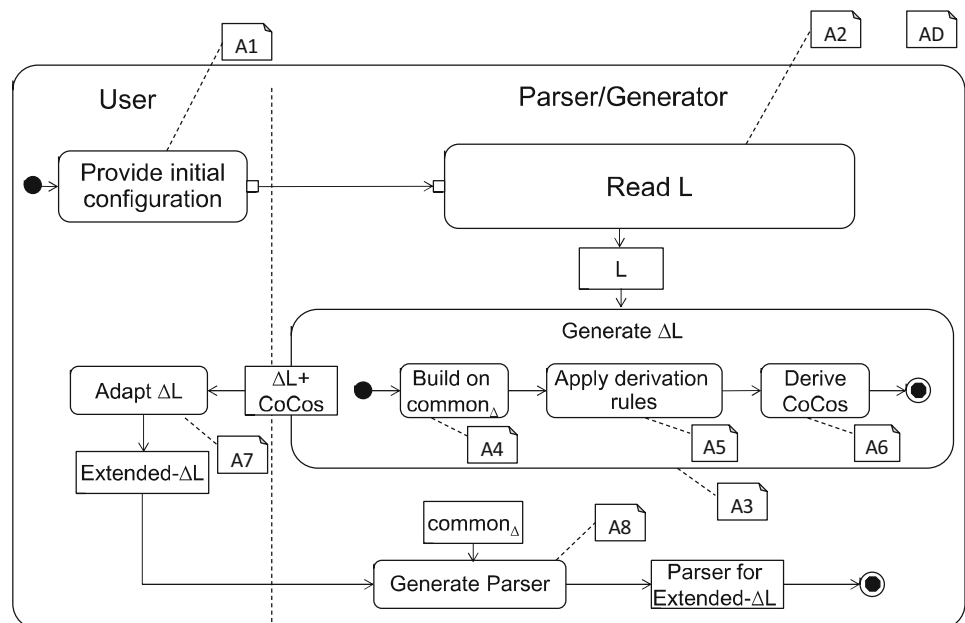 A1
A2
AD
User
Parser/Generator
Provide initial
configuration
Read L
L
Generate ΔL
Adapt ΔL
ΔL+
CoCos
Build on
commonΔ
Apply derivation
rules
Derive
CoCos
A4
A5
A6
A7
Extended-ΔL
A3
commonΔ
A8
Generate Parser
Parser for
Extended-ΔL